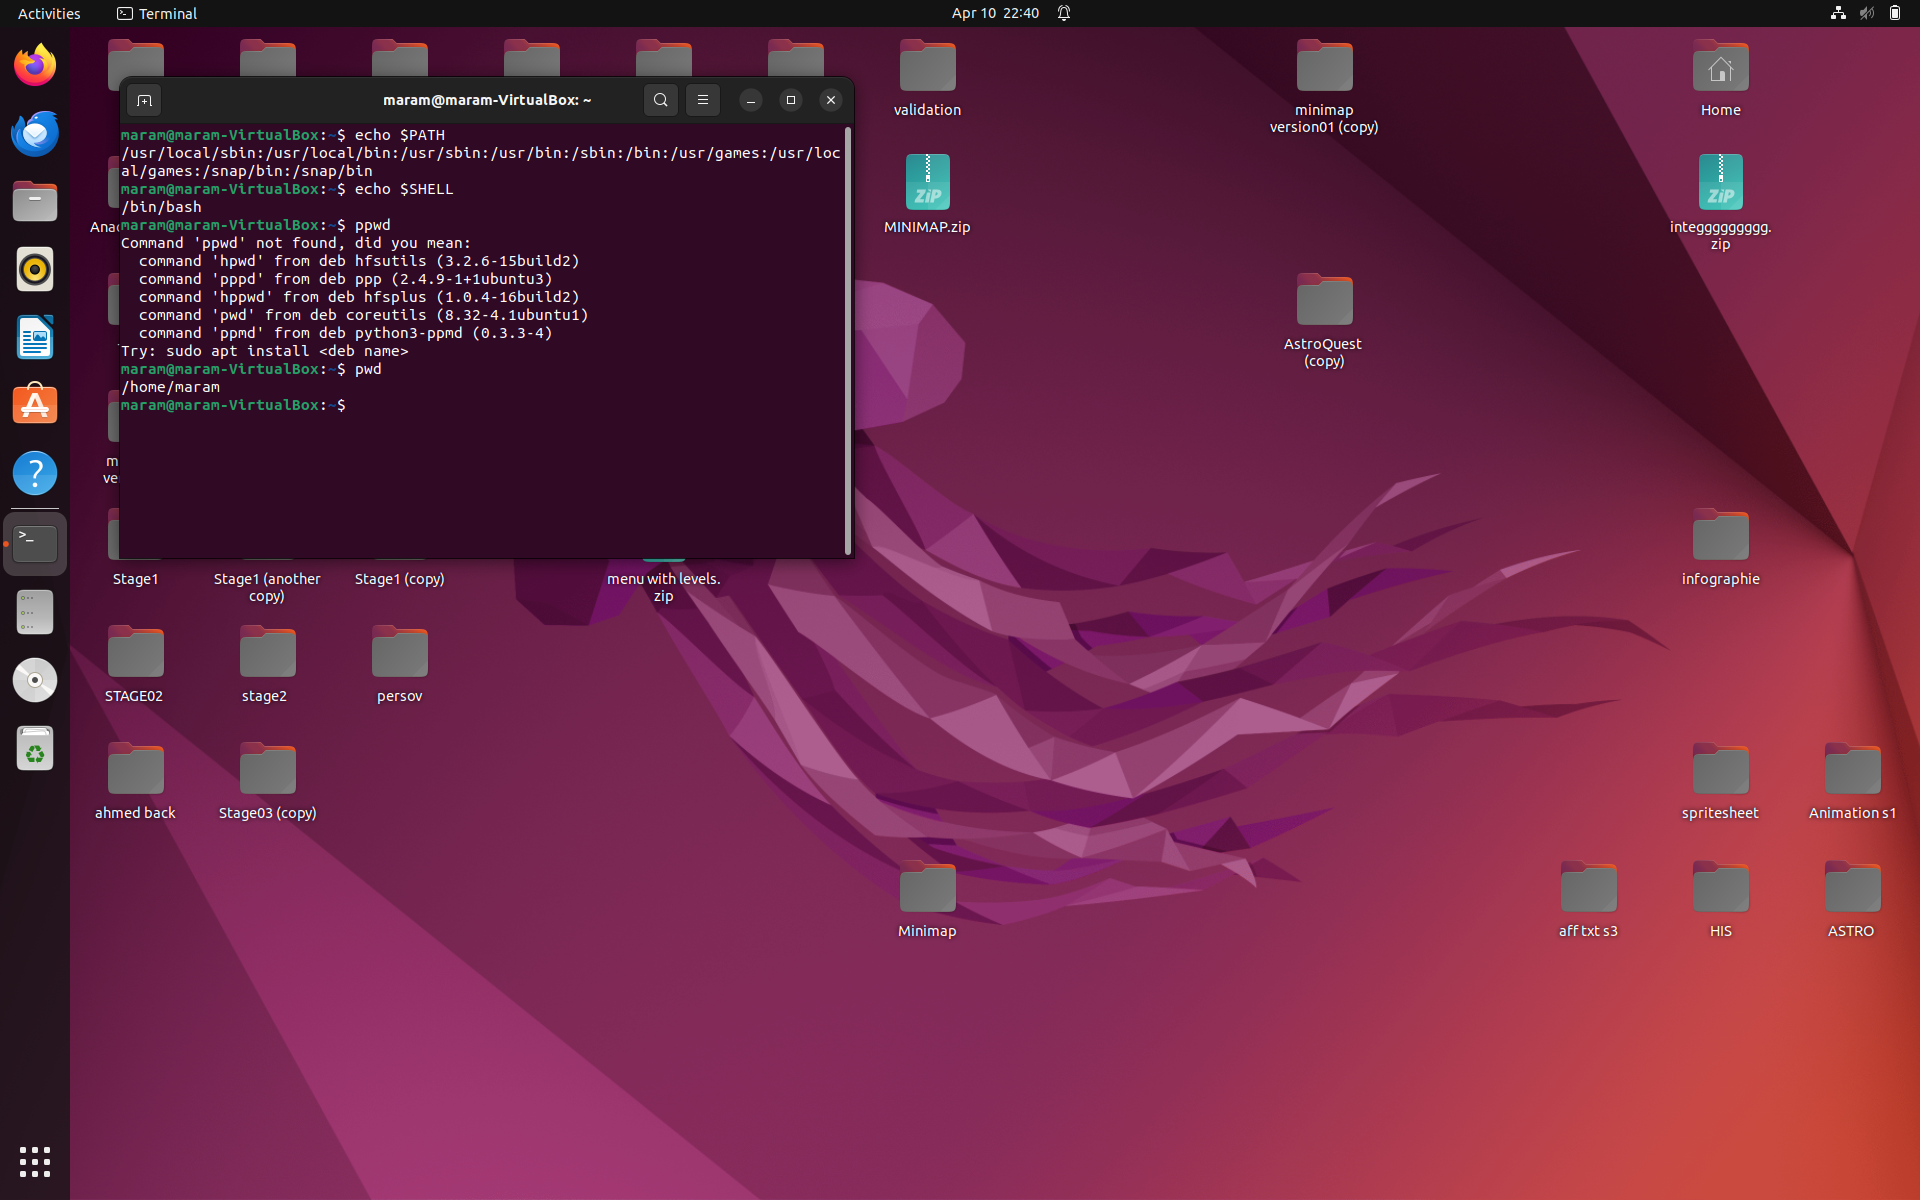 Activities
Terminal
Apr 10 22:40
maram@maram-VirtualBox: ~
maram@maram-VirtualBox:~$ echo $PATH
/usr/local/sbin:/usr/local/bin:/usr/sbin:/usr/bin:/sbin:/bin:/usr/games:/usr/loc
al/games:/snap/bin:/snap/bin
maram@maram-VirtualBox:~$ echo $SHELL
/bin/bash
maram@maram-VirtualBox:~$ ppwd
Command 'ppwd' not found, did you mean:
command 'hpwd' from deb hfsutils (3.2.6-15build2)
command 'pppd' from deb ppp (2.4.9-1+1ubuntu3)
command 'hppwd' from deb hfsplus (1.0.4-16build2)
command 'pwd' from deb coreutils (8.32-4.1ubuntu1)
command 'ppmd' from deb python3-ppmd (0.3.3-4)
Try: sudo apt install <deb name>
maram@maram-VirtualBox:~$ pwd
/home/maram
maram@maram-VirtualBox:~$
validation
minimap
version01 (copy)
Home
ZIP
MINIMAP.zip
ZIP
integgggggggg.
zip
AstroQuest
(copy)
Stage1
Stage1 (another
copy)
Stage1 (copy)
menu with levels.
zip
infographie
STAGE02
stage2
persov
ahmed back
Stage03 (copy)
spritesheet
Animation s1
Minimap
aff txt s3
HIS
ASTRO